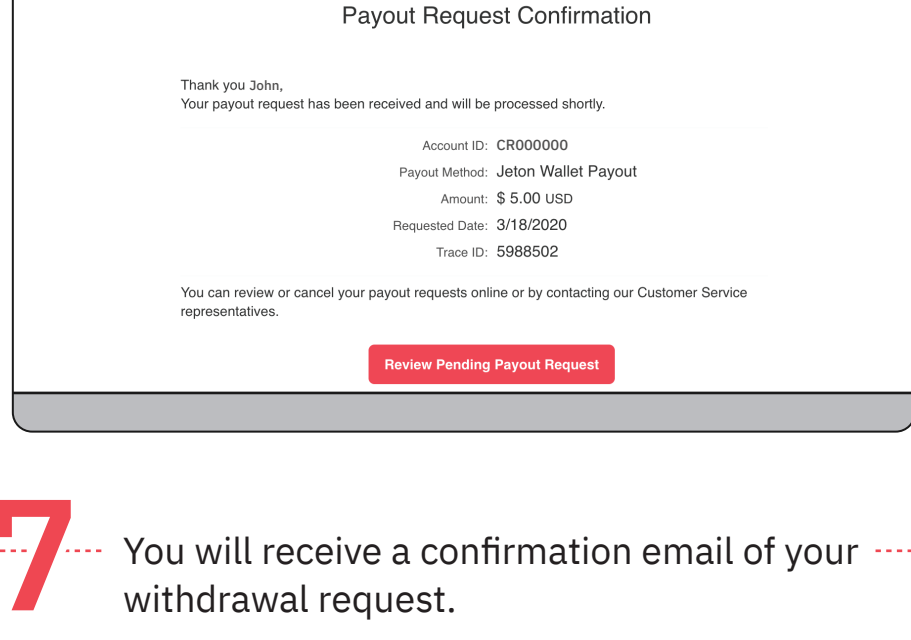 Payout Request Confirmation
Thank you John,
Your payout request has been received and will be processed shortly.
Account ID: CR000000
Payout Method: Jeton Wallet Payout
Amount: $ 5.00 USD
Requested Date: 3/18/2020
Trace ID: 5988502
You can review or cancel your payout requests online or by contacting our Customer Service
representatives.
Review Pending Payout Request
7
You will receive a confirmation email of your
withdrawal request.